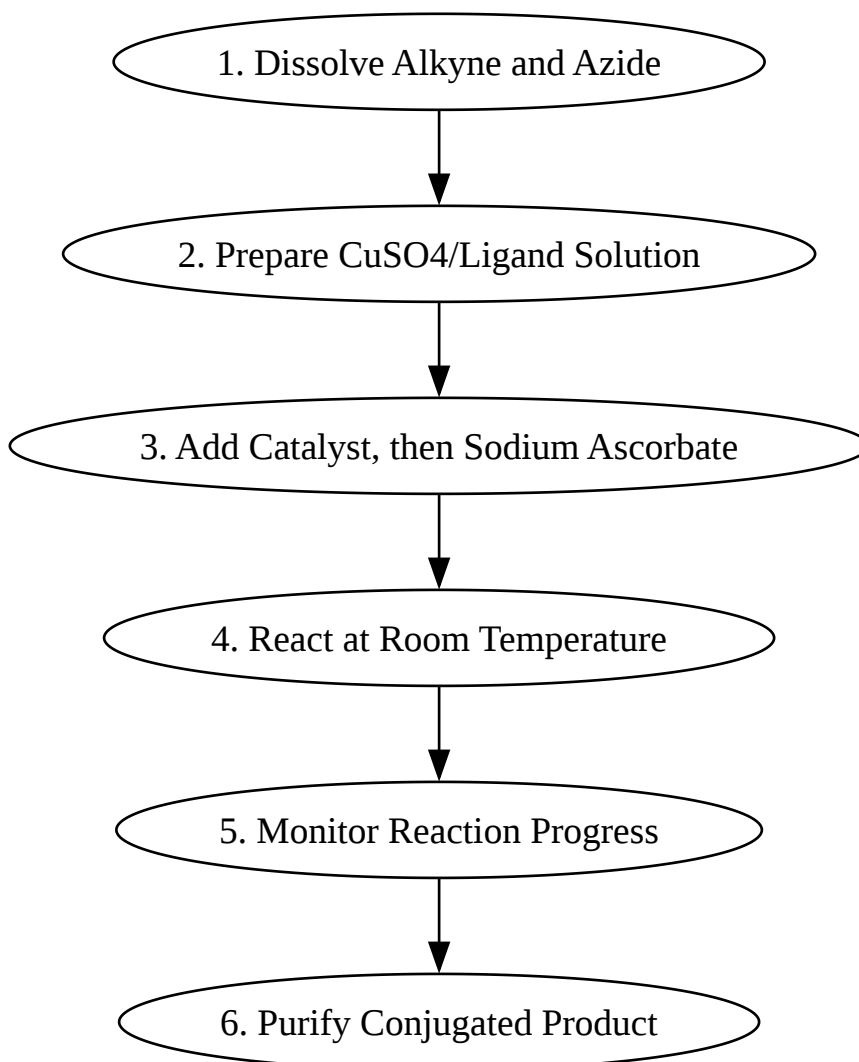 1. Dissolve Alkyne and Azide
2. Prepare CuSO4/Ligand Solution
3. Add Catalyst, then Sodium Ascorbate
4. React at Room Temperature
5. Monitor Reaction Progress
6. Purify Conjugated Product